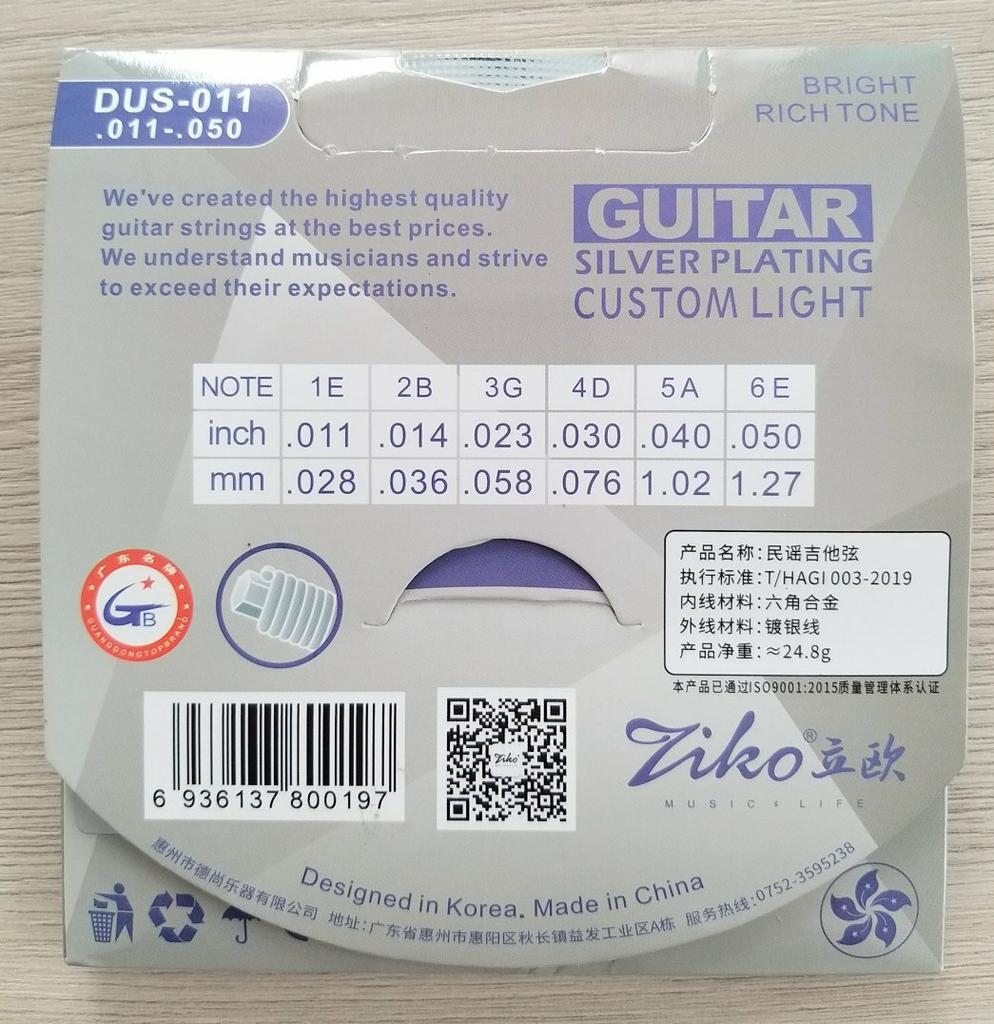 DUS-011
.011-.050
BRIGHT
RICH TONE
We've created the highest quality
guitar strings at the best prices.
We understand musicians and strive
to exceed their expectations.
GUITAR
SILVER PLATING
CUSTOM LIGHT
NOTE 1E 2B 3G 4D 5A 6E
inch .011 .014 .023 .030 .040 .050
mm .028 .036 .058 .076 1.02 1.27
广东名牌
GB
GUANGDONGTOPBRAND
产品名称：民谣吉他弦
执行标准：T/HAGI 003-2019
内线材料：六角合金
外线材料：镀银线
产品净重：≈24.8g
本产品已通过ISO9001:2015质量管理体系认证
6 936137 800197
Ziko
Ziko®立欧
MUSIC & LIFE
Designed in Korea. Made in China
惠州市德尚乐器有限公司 地址：广东省惠州市惠阳区秋长镇益发工业区A栋 服务热线：0752-3595238